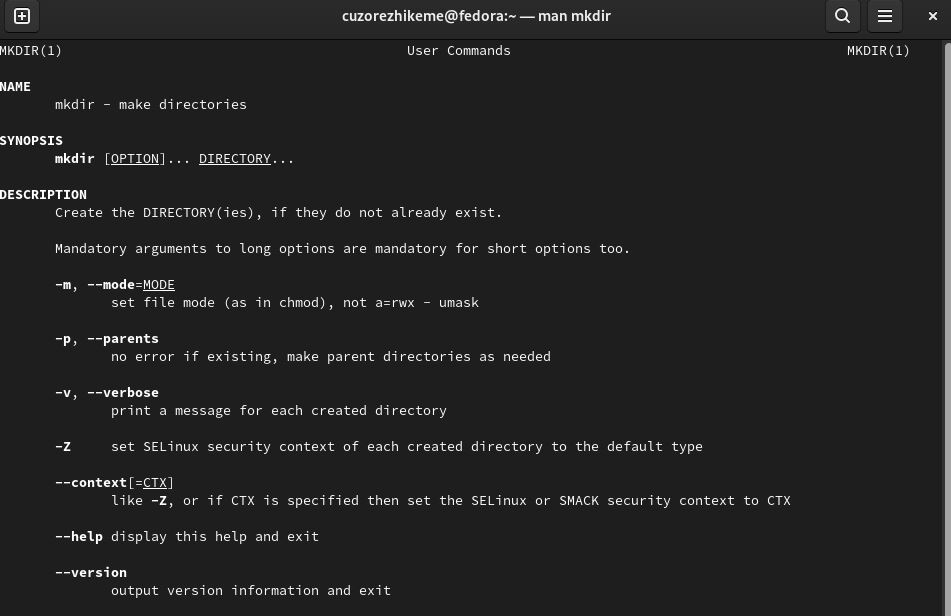 cuzorezhikeme@fedora:~ — man mkdir
MKDIR(1) User Commands MKDIR(1)
NAME
mkdir - make directories
SYNOPSIS
mkdir [OPTION]... DIRECTORY...
DESCRIPTION
Create the DIRECTORY(ies), if they do not already exist.
Mandatory arguments to long options are mandatory for short options too.
-m, --mode=MODE
set file mode (as in chmod), not a=rwx - umask
-p, --parents
no error if existing, make parent directories as needed
-v, --verbose
print a message for each created directory
-Z set SELinux security context of each created directory to the default type
--context[=CTX]
like -Z, or if CTX is specified then set the SELinux or SMACK security context to CTX
--help display this help and exit
--version
output version information and exit